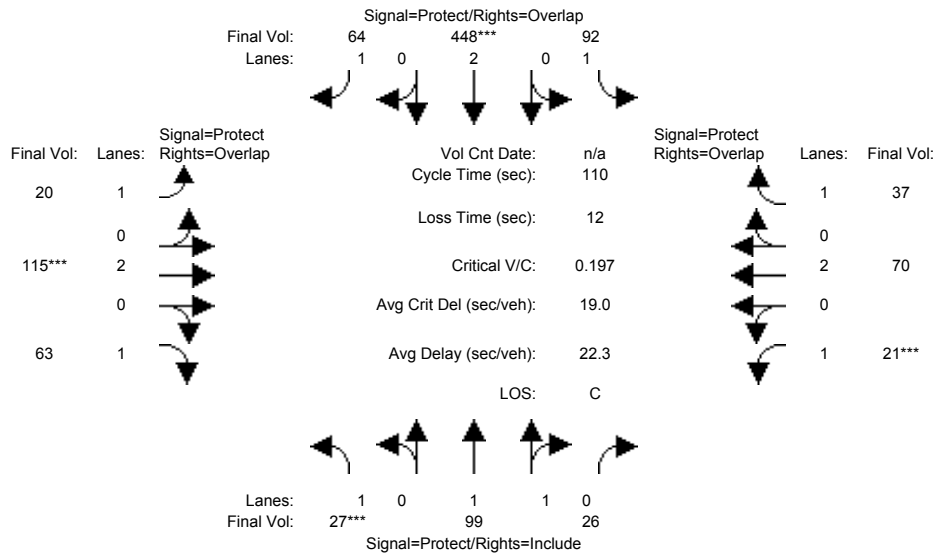 Signal=Protect/Rights=Overlap
Final Vol: 64 448*** 92
Lanes: 1 0 2 0 1
Signal=Protect Signal=Protect
Final Vol: Lanes: Rights=Overlap Vol Cnt Date: n/a Rights=Overlap Lanes: Final Vol:
Cycle Time (sec): 110
20 1 1 37
Loss Time (sec): 12
0 0
115*** 2 Critical V/C: 0.197 2 70
0 Avg Crit Del (sec/veh): 19.0 0
63 1 Avg Delay (sec/veh): 22.3 1 21***
LOS: C
Lanes: 1 0 1 1 0
Final Vol: 27*** 99 26
Signal=Protect/Rights=Include